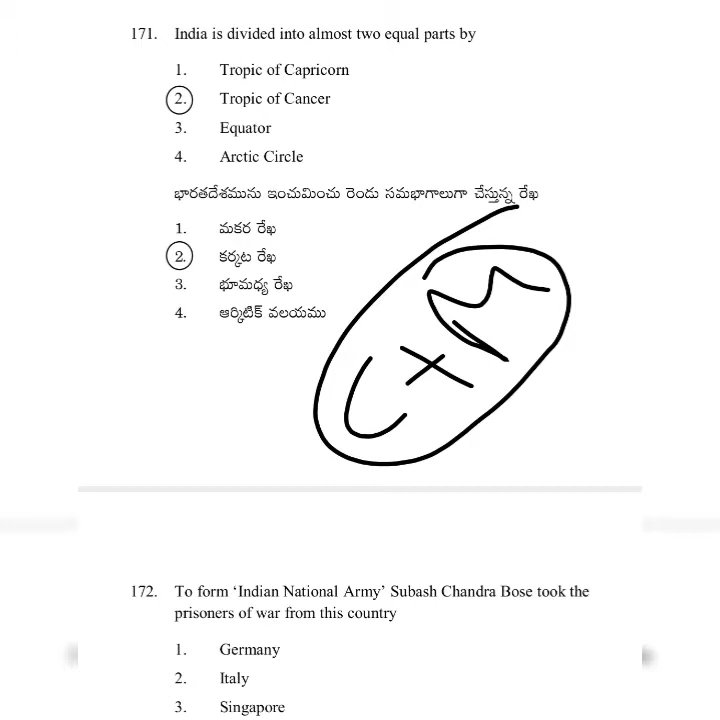 171. India is divided into almost two equal parts by
1. Tropic of Capricorn
2. Tropic of Cancer
3. Equator
4. Arctic Circle
భారతదేశమును ఇంచుమించు రెండు సమభాగాలుగా చేస్తున్న రేఖ
1. మకర రేఖ
2. కర్కట రేఖ
3. భూమధ్య రేఖ
4. ఆర్కిటిక్ వలయము
172. To form ‘Indian National Army’ Subash Chandra Bose took the
prisoners of war from this country
1. Germany
2. Italy
3. Singapore